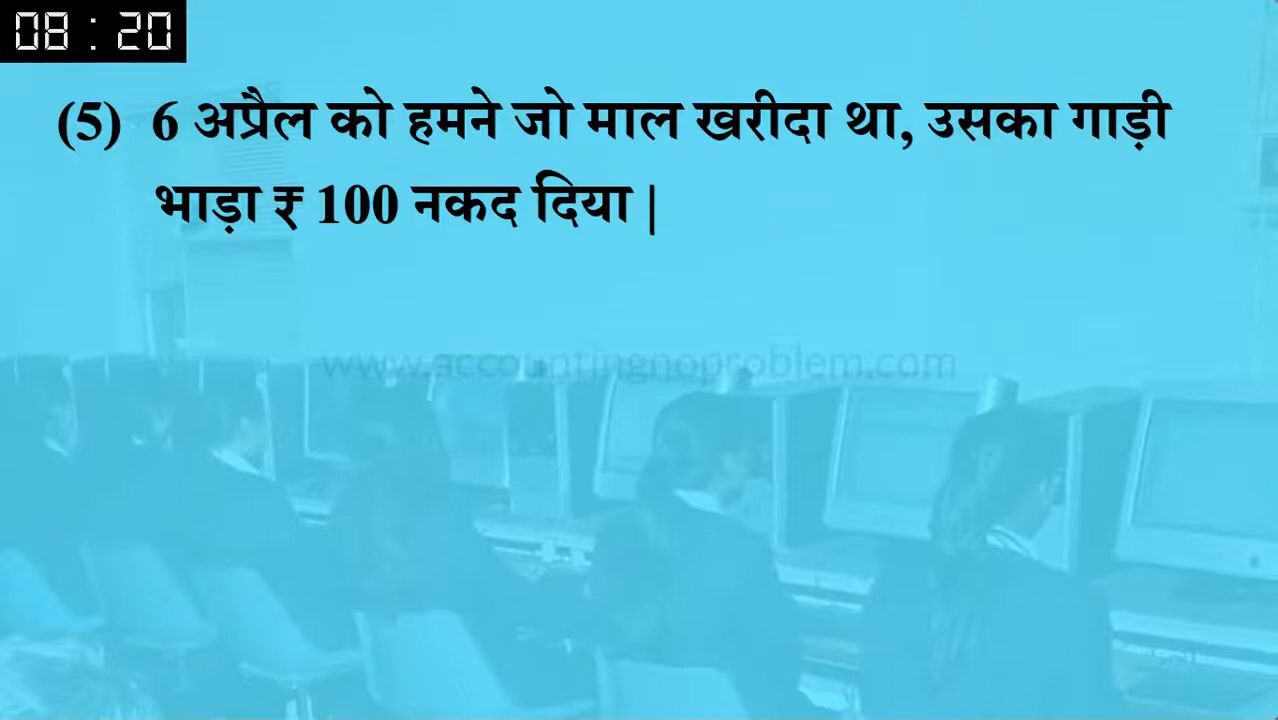 08 : 20
(5) 6 अप्रैल को हमने जो माल खरीदा था, उसका गाड़ी
भाड़ा ₹ 100 नकद दिया |
www.accountingnoproblem.com